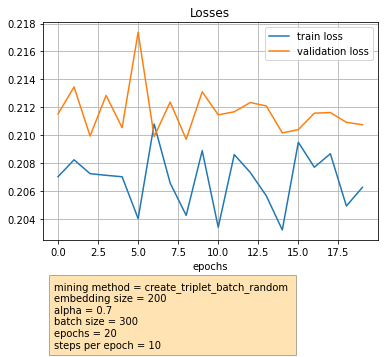 Losses
0.218
0.216
0.214
0.212
0.210
0.208
0.206
0.204
train loss
validation loss
0.0 2.5 5.0 7.5 10.0 12.5 15.0 17.5
epochs
mining method = create_triplet_batch_random
embedding size = 200
alpha = 0.7
batch size = 300
epochs = 20
steps per epoch = 10